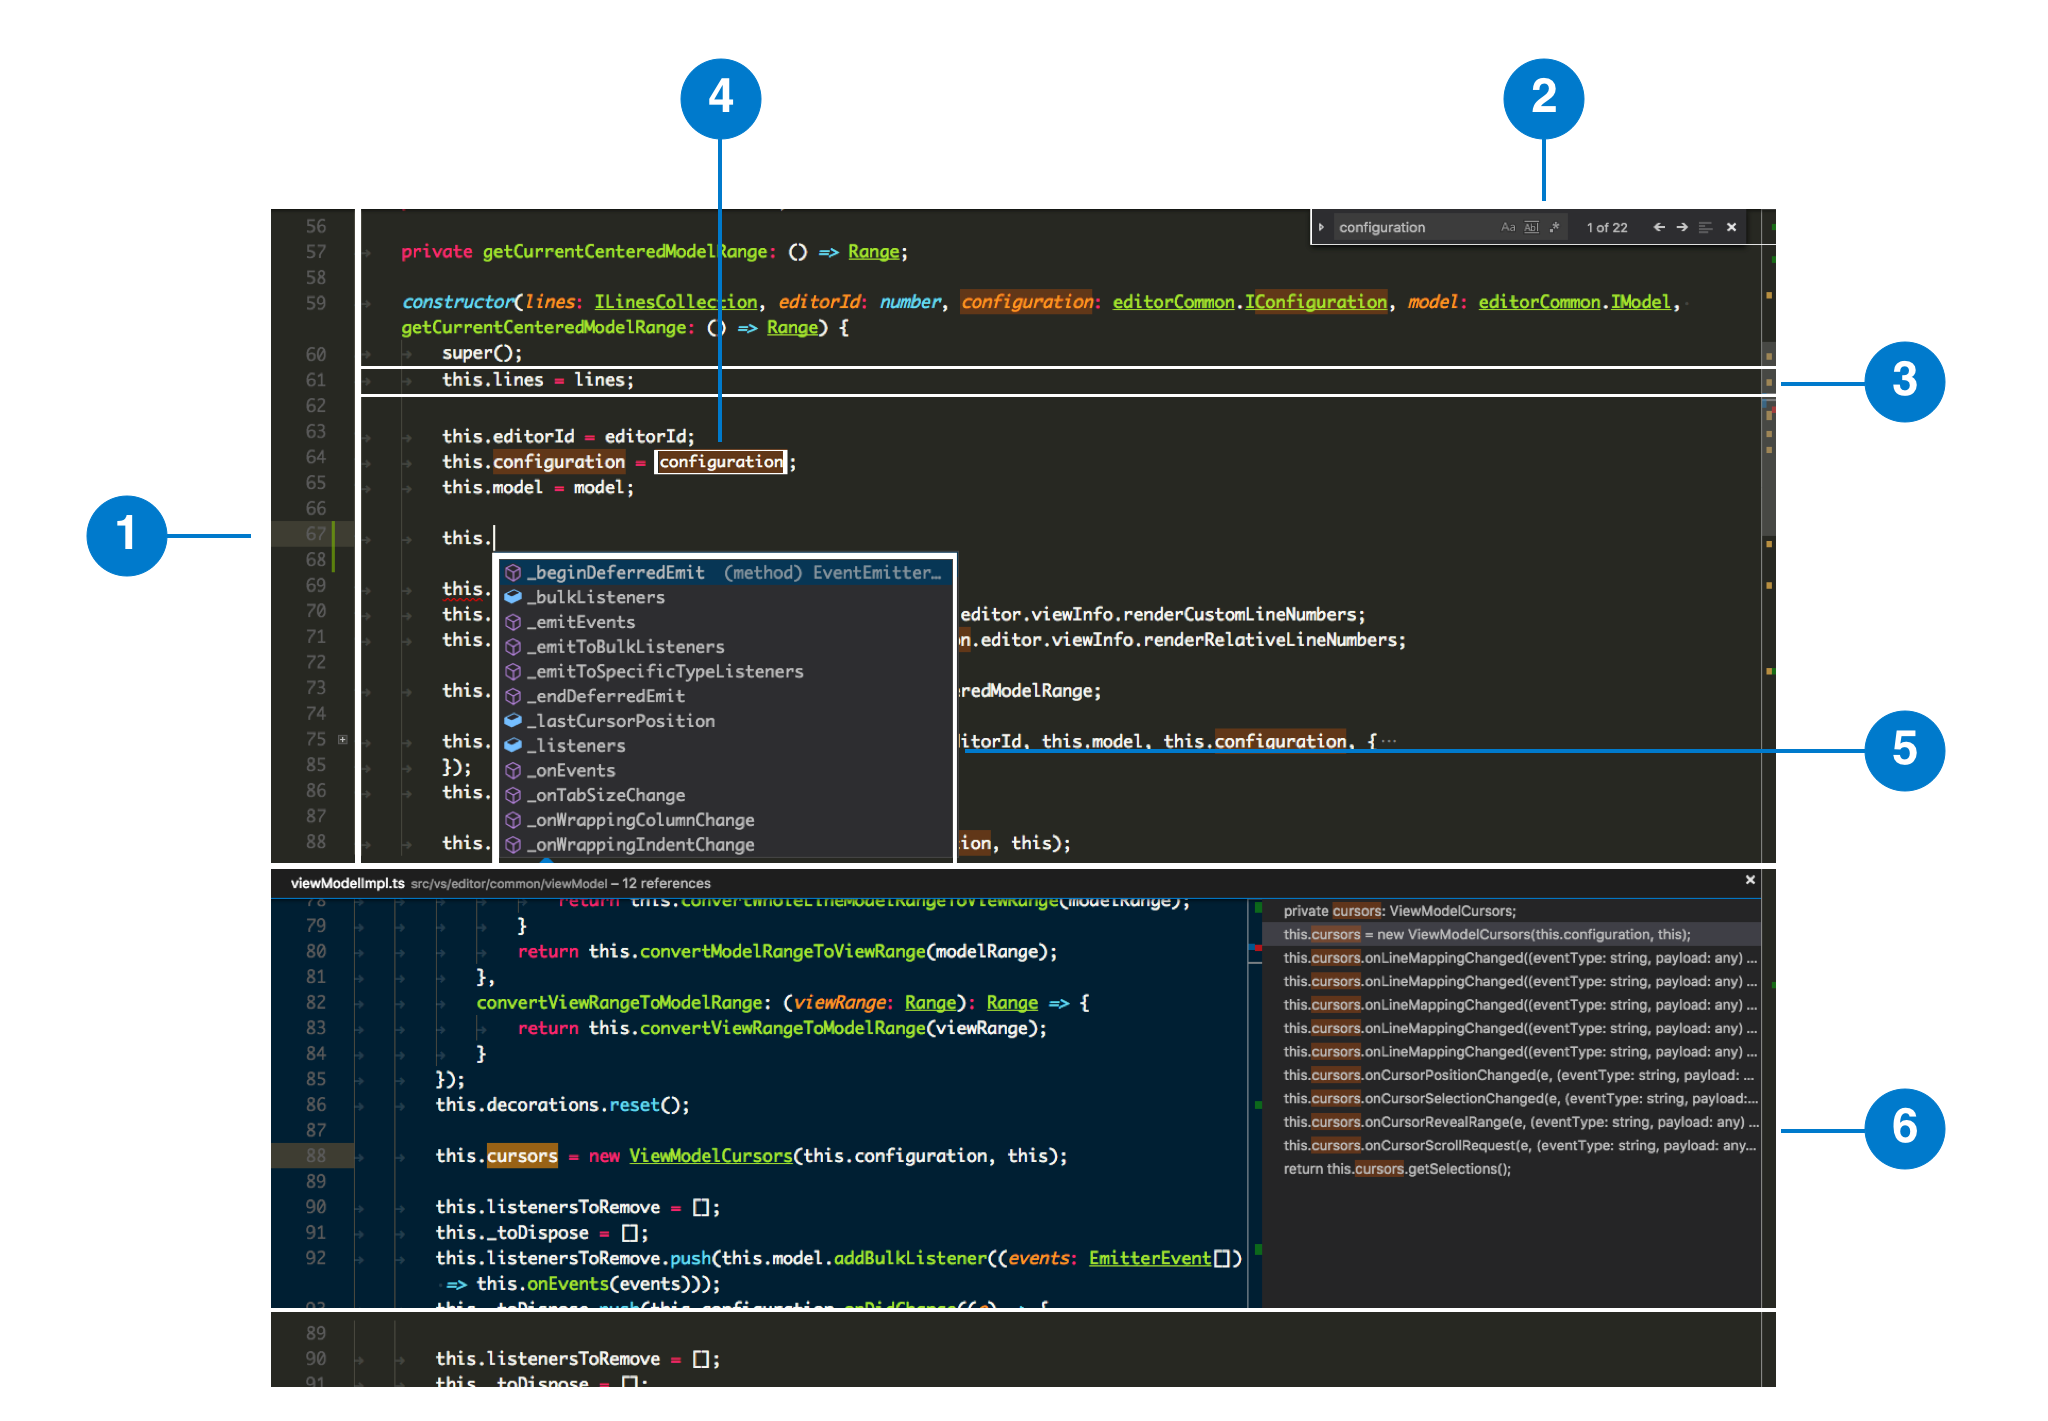 4
2
56
configuration Aa Abl .* 1 of 22
57 private getCurrentCenteredModelRange: () => Range;
58
59 constructor(lines: ILinesCollection, editorId: number, configuration: editorCommon.IConfiguration, model: editorCommon.IModel,
getCurrentCenteredModelRange: () => Range) {
60 super();
61 this.lines = lines;
3
62
63 this.editorId = editorId;
64 this.configuration = configuration;
65 this.model = model;
66
1
67 this.
68
_beginDeferredEmit (method) EventEmitter…
69 this.
_bulkListeners
70 this. editor.viewInfo.renderCustomLineNumbers;
_emitEvents
71 this. n.editor.viewInfo.renderRelativeLineNumbers;
_emitToBulkListeners
72
_emitToSpecificTypeListeners
73 this. redModelRange;
_endDeferredEmit
74
_lastCursorPosition
75 this. itorId, this.model, this.configuration, {···
_listeners
5
85 });
_onEvents
86 this.
_onTabSizeChange
87
_onWrappingColumnChange
88 this. ion, this);
_onWrappingIndentChange
viewModelImpl.ts src/vs/editor/common/viewModel – 12 references
78 return this.convertWholeLineModelRangeToViewRange(modelRange);
79 }
80 return this.convertModelRangeToViewRange(modelRange);
81 },
82 convertViewRangeToModelRange: (viewRange: Range): Range => {
83 return this.convertViewRangeToModelRange(viewRange);
84 }
85 });
86 this.decorations.reset();
87
88 this.cursors = new ViewModelCursors(this.configuration, this);
89
90 this.listenersToRemove = [];
91 this._toDispose = [];
92 this.listenersToRemove.push(this.model.addBulkListener((events: EmitterEvent[])
=> this.onEvents(events)));
93 this._toDispose.push(this.configuration.onDidChange((e) => {
private cursors: ViewModelCursors;
this.cursors = new ViewModelCursors(this.configuration, this);
this.cursors.onLineMappingChanged((eventType: string, payload: any) ...
this.cursors.onLineMappingChanged((eventType: string, payload: any) ...
this.cursors.onLineMappingChanged((eventType: string, payload: any) ...
this.cursors.onLineMappingChanged((eventType: string, payload: any) ...
this.cursors.onLineMappingChanged((eventType: string, payload: any) ...
this.cursors.onCursorPositionChanged(e, (eventType: string, payload: ...
this.cursors.onCursorSelectionChanged(e, (eventType: string, payload:...
this.cursors.onCursorRevealRange(e, (eventType: string, payload: any) ...
this.cursors.onCursorScrollRequest(e, (eventType: string, payload: any...
return this.cursors.getSelections();
6
89
90 this.listenersToRemove = [];
91 this._toDispose = [];